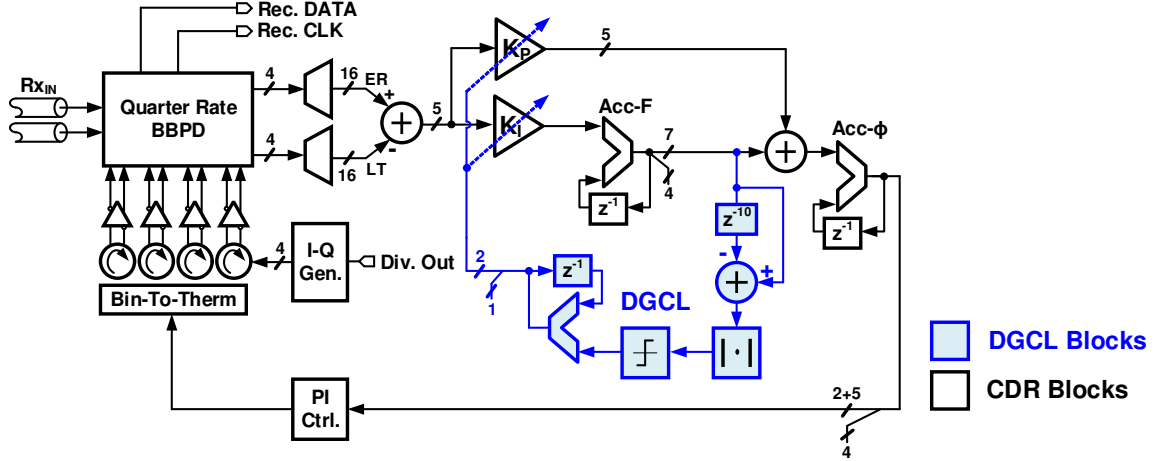 Rec. DATA
Rec. CLK
Rx_IN
Quarter Rate
BBPD
4
4
16
ER
16
LT
+
-
+
5
K_P
K_I
5
Acc-F
7
4
z⁻¹
+
Acc-ϕ
z⁻¹
z⁻¹⁰
-
+
+
|·|
DGCL
z⁻¹
2
1
4
I-Q
Gen.
Div. Out
Bin-To-Therm
PI
Ctrl.
2+5
4
DGCL Blocks
CDR Blocks